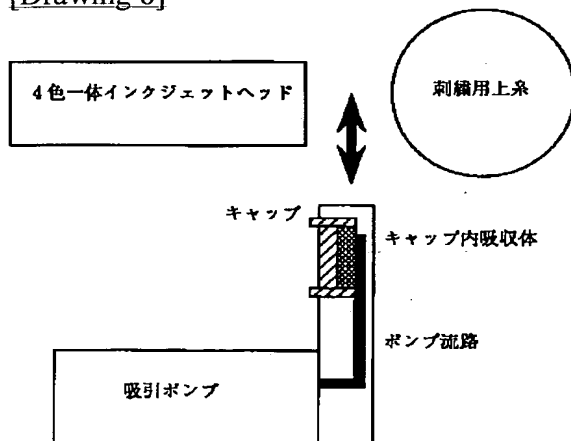 [Drawing 6]
4色一体インクジェットヘッド
刺繍用上糸
キャップ
キャップ内吸収体
ポンプ流路
吸引ポンプ